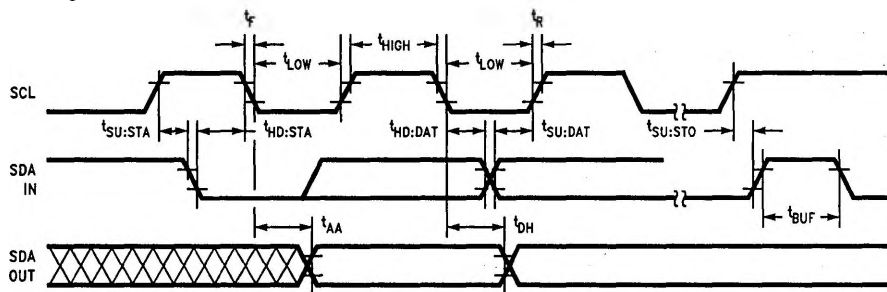 tF
tR
tLOW
tHIGH
tLOW
SCL
tSU:STA
tHD:STA
tHD:DAT
tSU:DAT
tSU:STO
SDA
IN
tBUF
tAA
tDH
SDA
OUT